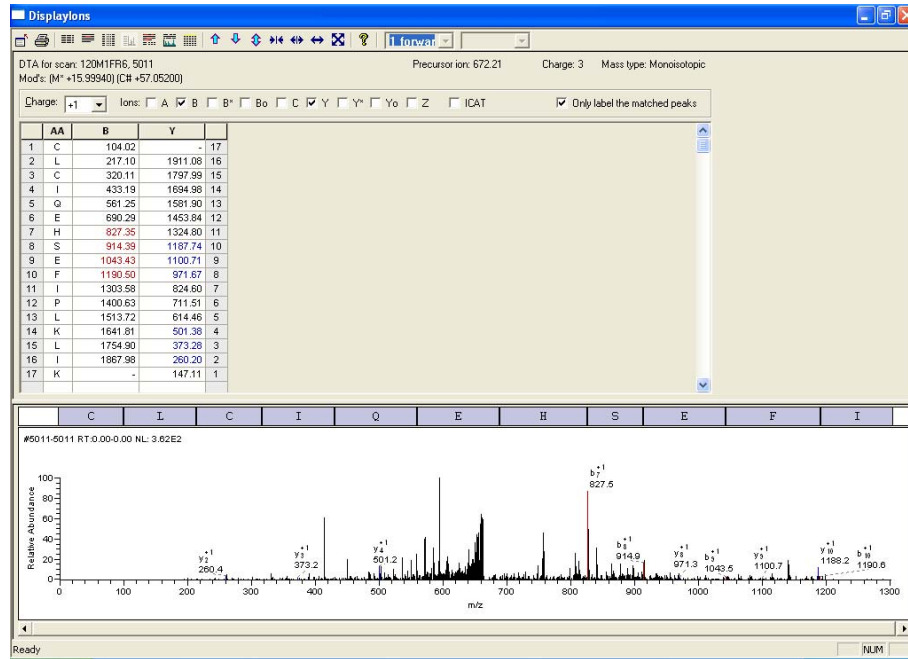 DisplayIons
1 forwar
DTA for scan: 120M1FR6, 5011 Precursor ion: 672.21 Charge: 3 Mass type: Monoisotopic
Mod's: (M* +15.99940) (C# +57.05200)
Charge: +1 Ions: A B B* Bo C Y Y* Yo Z ICAT Only label the matched peaks
AA B Y
1 C 104.02 - 17
2 L 217.10 1911.08 16
3 C 320.11 1797.99 15
4 I 433.19 1694.98 14
5 Q 561.25 1581.90 13
6 E 690.29 1453.84 12
7 H 827.35 1324.80 11
8 S 914.39 1187.74 10
9 E 1043.43 1100.71 9
10 F 1190.50 971.67 8
11 I 1303.58 824.60 7
12 P 1400.63 711.51 6
13 L 1513.72 614.46 5
14 K 1641.81 501.38 4
15 L 1754.90 373.28 3
16 I 1867.98 260.20 2
17 K - 147.11 1
C L C I Q E H S E F I
#5011-5011 RT:0.00-0.00 NL: 3.62E2
Relative Abundance
100
80
60
40
20
0
y2+1
260.4
y3+1
373.2
y4+1
501.2
b7+1
827.5
b8+1
914.9
y8+1
971.3
b9+1
1043.5
y9+1
1100.7
y10+1
1188.2
b10+1
1190.6
0 100 200 300 400 500 600 700 800 900 1000 1100 1200 1300
m/z
Ready NUM